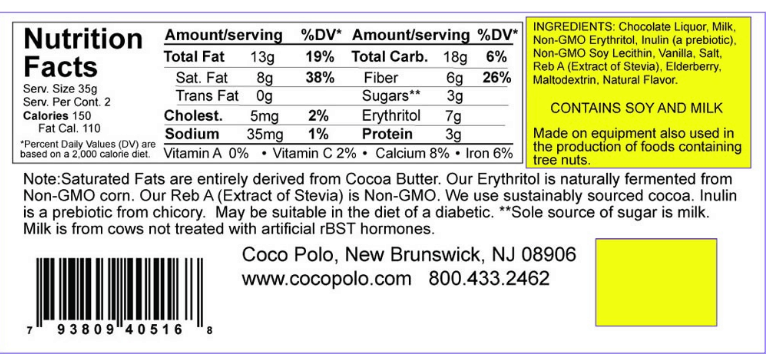 Nutrition
Facts
Serv. Size 35g
Serv. Per Cont. 2
Calories 150
Fat Cal. 110
*Percent Daily Values (DV) are
based on a 2,000 calorie diet.
Amount/serving %DV* Amount/serving %DV*
Total Fat 13g 19% Total Carb. 18g 6%
Sat. Fat 8g 38% Fiber 6g 26%
Trans Fat 0g Sugars** 3g
Cholest. 5mg 2% Erythritol 7g
Sodium 35mg 1% Protein 3g
Vitamin A 0% • Vitamin C 2% • Calcium 8% • Iron 6%
INGREDIENTS: Chocolate Liquor, Milk,
Non-GMO Erythritol, Inulin (a prebiotic),
Non-GMO Soy Lecithin, Vanilla, Salt,
Reb A (Extract of Stevia), Elderberry,
Maltodextrin, Natural Flavor.
CONTAINS SOY AND MILK
Made on equipment also used in
the production of foods containing
tree nuts.
Note:Saturated Fats are entirely derived from Cocoa Butter. Our Erythritol is naturally fermented from
Non-GMO corn. Our Reb A (Extract of Stevia) is Non-GMO. We use sustainably sourced cocoa. Inulin
is a prebiotic from chicory. May be suitable in the diet of a diabetic. **Sole source of sugar is milk.
Milk is from cows not treated with artificial rBST hormones.
Coco Polo, New Brunswick, NJ 08906
www.cocopolo.com 800.433.2462
7 93809 40516 8